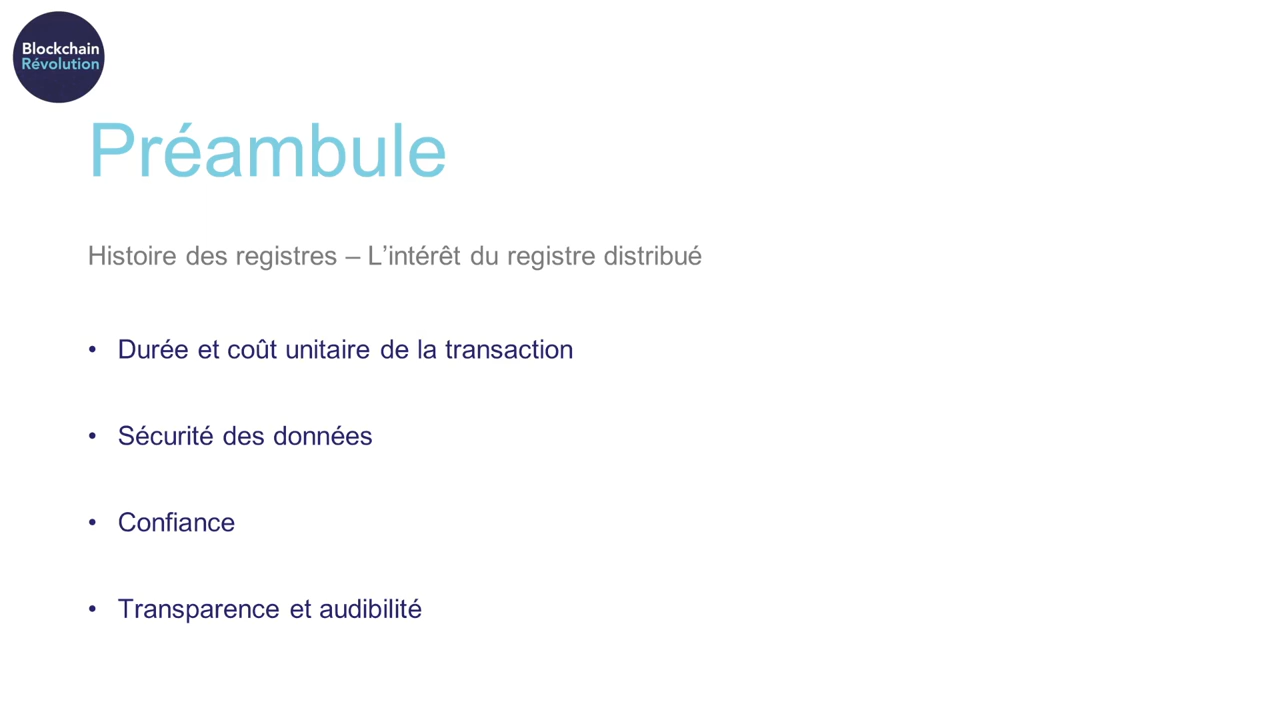 Blockchain
Révolution
Préambule
Histoire des registres – L’intérêt du registre distribué
• Durée et coût unitaire de la transaction
• Sécurité des données
• Confiance
• Transparence et audibilité